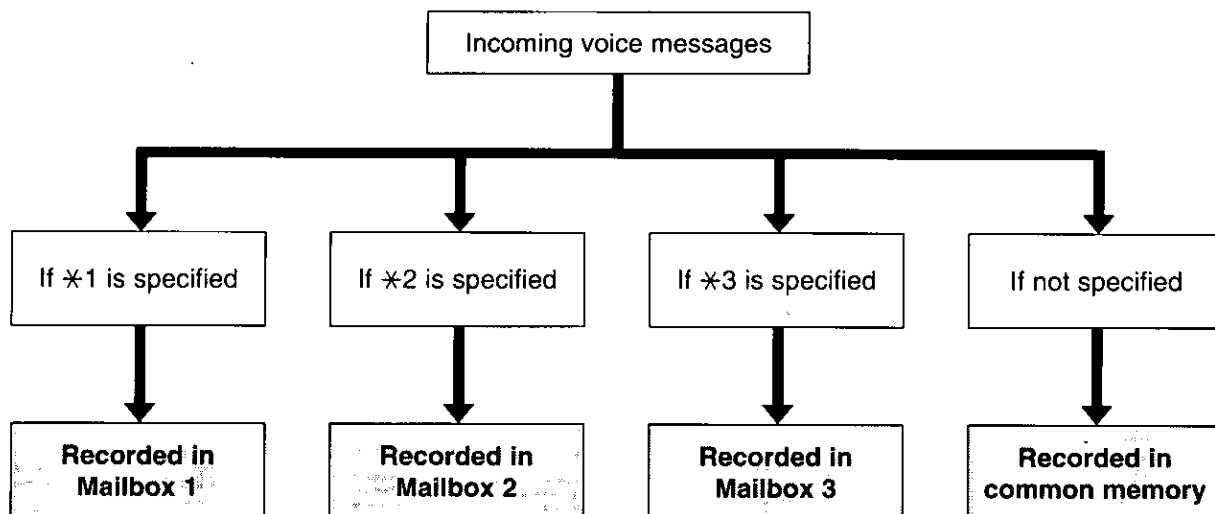 Incoming voice messages
If ✳1 is specified
If ✳2 is specified
If ✳3 is specified
If not specified
Recorded in
Mailbox 1
Recorded in
Mailbox 2
Recorded in
Mailbox 3
Recorded in
common memory